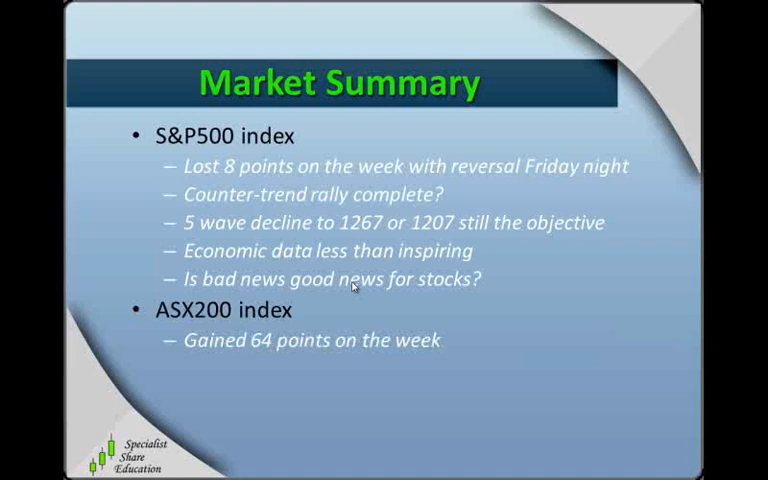 Market Summary
• S&P500 index
– Lost 8 points on the week with reversal Friday night
– Counter-trend rally complete?
– 5 wave decline to 1267 or 1207 still the objective
– Economic data less than inspiring
– Is bad news good news for stocks?
• ASX200 index
– Gained 64 points on the week
Specialist
Share
Education